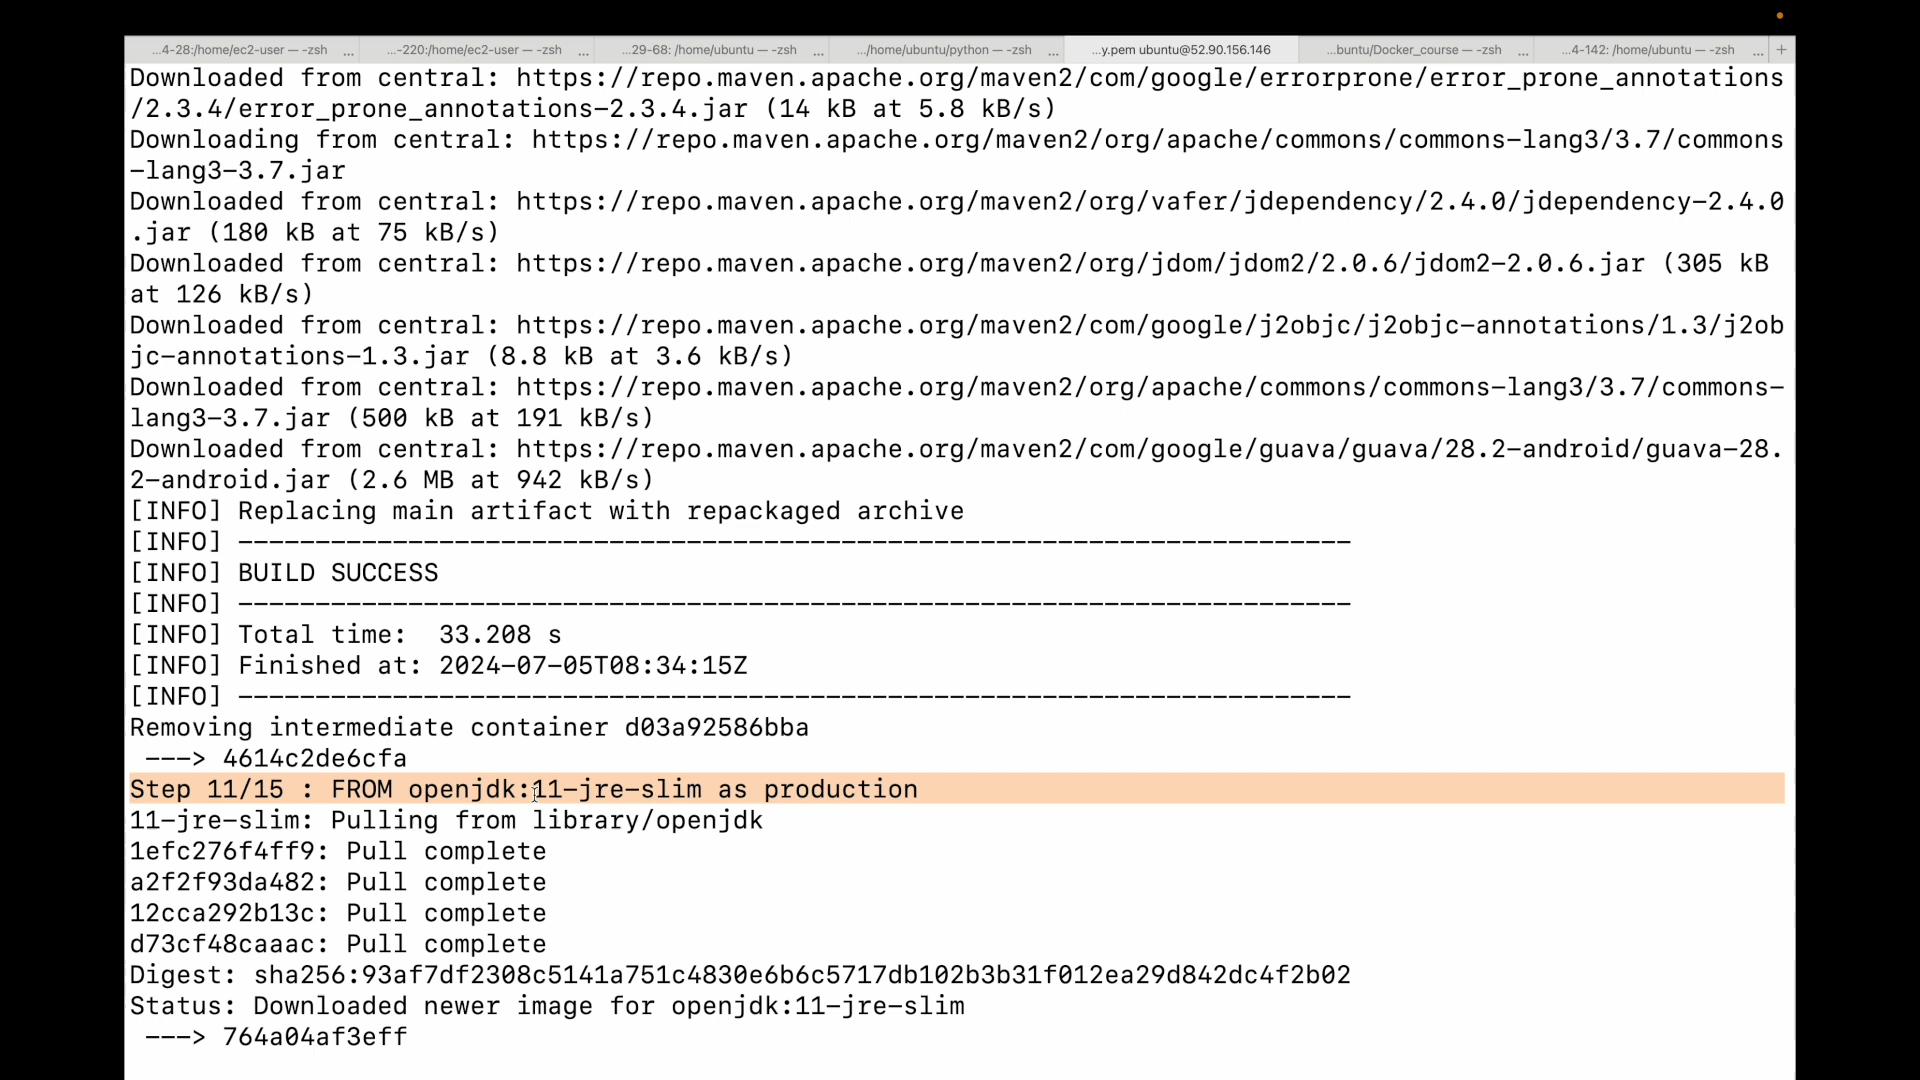 ...4-28:/home/ec2-user — -zsh ... ...-220:/home/ec2-user — -zsh ... ...29-68: /home/ubuntu — -zsh ... .../home/ubuntu/python — -zsh ... ...y.pem ubuntu@52.90.156.146 ...buntu/Docker_course — -zsh ... ...4-142: /home/ubuntu — -zsh ... +
Downloaded from central: https://repo.maven.apache.org/maven2/com/google/errorprone/error_prone_annotations
/2.3.4/error_prone_annotations-2.3.4.jar (14 kB at 5.8 kB/s)
Downloading from central: https://repo.maven.apache.org/maven2/org/apache/commons/commons-lang3/3.7/commons
-lang3-3.7.jar
Downloaded from central: https://repo.maven.apache.org/maven2/org/vafer/jdependency/2.4.0/jdependency-2.4.0
.jar (180 kB at 75 kB/s)
Downloaded from central: https://repo.maven.apache.org/maven2/org/jdom/jdom2/2.0.6/jdom2-2.0.6.jar (305 kB
at 126 kB/s)
Downloaded from central: https://repo.maven.apache.org/maven2/com/google/j2objc/j2objc-annotations/1.3/j2ob
jc-annotations-1.3.jar (8.8 kB at 3.6 kB/s)
Downloaded from central: https://repo.maven.apache.org/maven2/org/apache/commons/commons-lang3/3.7/commons-
lang3-3.7.jar (500 kB at 191 kB/s)
Downloaded from central: https://repo.maven.apache.org/maven2/com/google/guava/guava/28.2-android/guava-28.
2-android.jar (2.6 MB at 942 kB/s)
[INFO] Replacing main artifact with repackaged archive
[INFO] ------------------------------------------------------------------------
[INFO] BUILD SUCCESS
[INFO] ------------------------------------------------------------------------
[INFO] Total time:  33.208 s
[INFO] Finished at: 2024-07-05T08:34:15Z
[INFO] ------------------------------------------------------------------------
Removing intermediate container d03a92586bba
 ---> 4614c2de6cfa
Step 11/15 : FROM openjdk:11-jre-slim as production
11-jre-slim: Pulling from library/openjdk
1efc276f4ff9: Pull complete
a2f2f93da482: Pull complete
12cca292b13c: Pull complete
d73cf48caaac: Pull complete
Digest: sha256:93af7df2308c5141a751c4830e6b6c5717db102b3b31f012ea29d842dc4f2b02
Status: Downloaded newer image for openjdk:11-jre-slim
 ---> 764a04af3eff